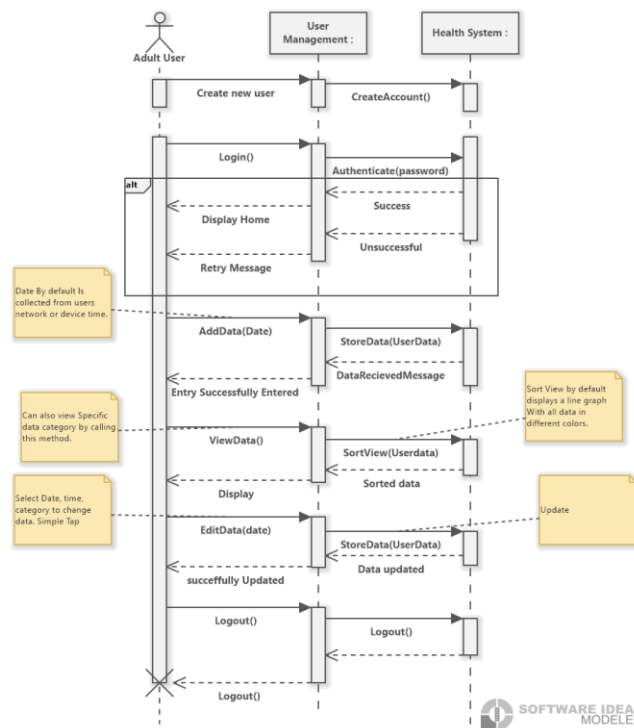 User
Management :
Health System :
Adult User
Create new user
CreateAccount()
Login()
Authenticate(password)
alt
Success
Display Home
Unsuccessful
Retry Message
Date By default Is
collected from users
network or device time.
AddData(Date)
StoreData(UserData)
DataRecievedMessage
Entry Successfully Entered
Sort View by default
displays a line graph
With all data in
different colors.
Can also view Specific
data category by calling
this method.
ViewData()
SortView(Userdata)
Sorted data
Display
Select Date, time,
category to change
data. Simple Tap
Update
EditData(date)
StoreData(UserData)
Data updated
succeffully Updated
Logout()
Logout()
Logout()
SOFTWARE IDEA
MODELE